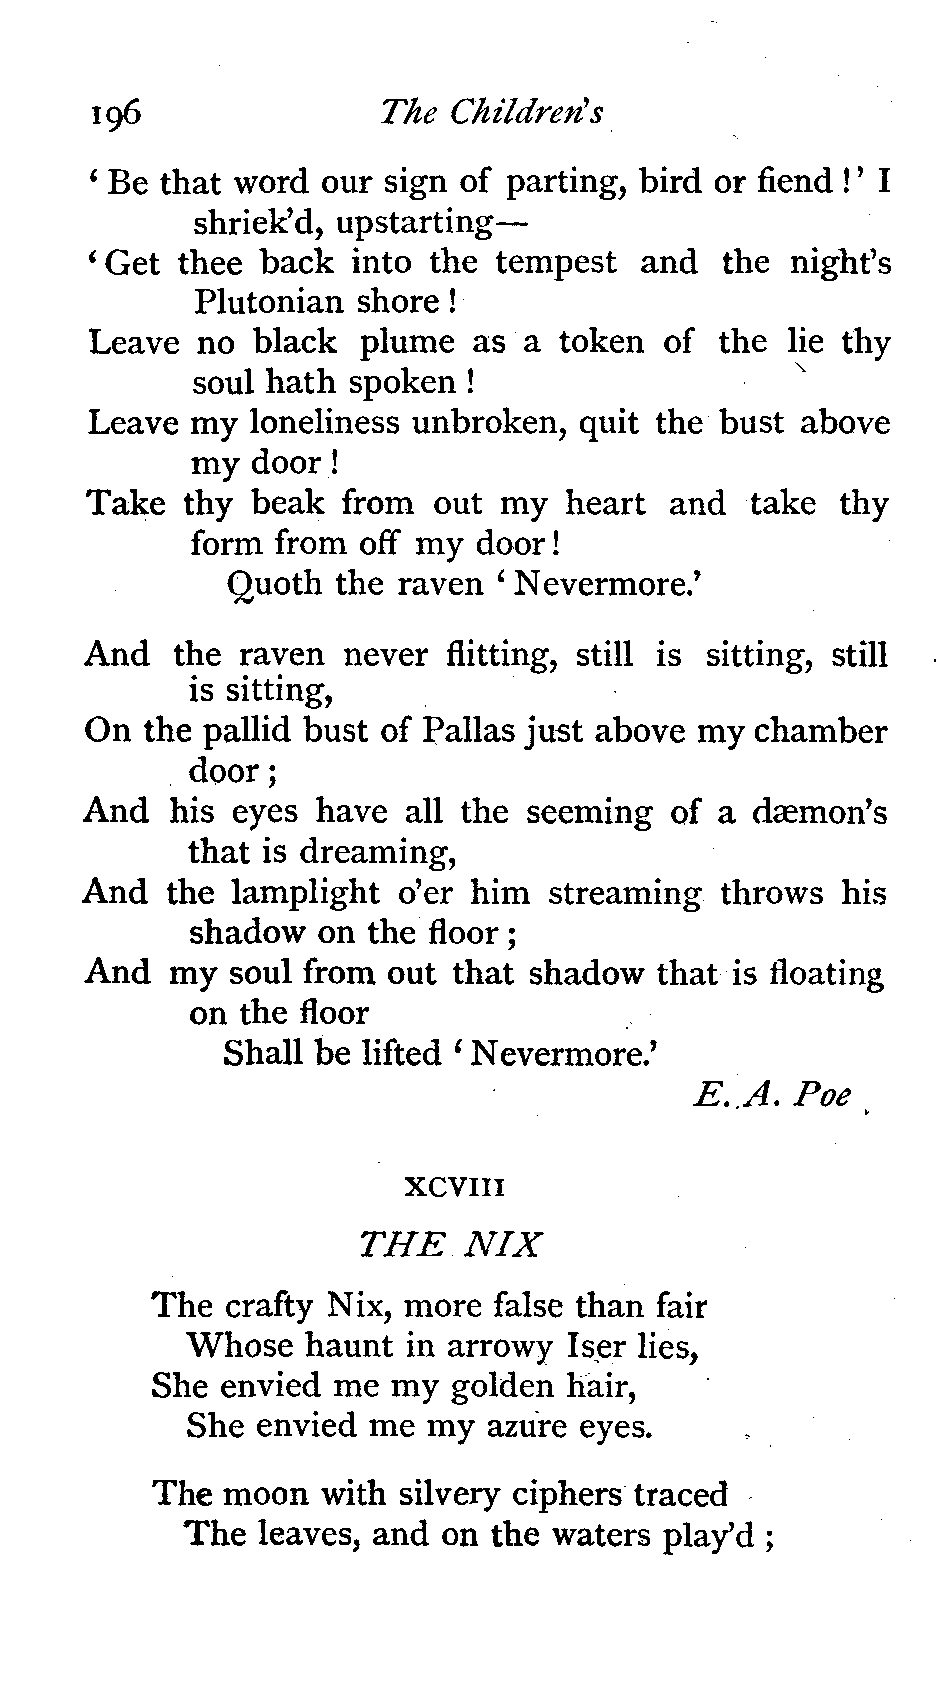 196 The Children's
‘ Be that word our sign of parting, bird or fiend !’ I
shriek’d, upstarting—
‘ Get thee back into the tempest and the night’s
Plutonian shore !
Leave no black plume as a token of the lie thy
soul hath spoken !
Leave my loneliness unbroken, quit the bust above
my door !
Take thy beak from out my heart and take thy
form from off my door !
Quoth the raven ‘ Nevermore.’
And the raven never flitting, still is sitting, still
is sitting,
On the pallid bust of Pallas just above my chamber
door ;
And his eyes have all the seeming of a dæmon’s
that is dreaming,
And the lamplight o’er him streaming throws his
shadow on the floor ;
And my soul from out that shadow that is floating
on the floor
Shall be lifted ‘ Nevermore.’
E. A. Poe
XCVIII
THE NIX
The crafty Nix, more false than fair
Whose haunt in arrowy Iser lies,
She envied me my golden hair,
She envied me my azure eyes.
The moon with silvery ciphers traced
The leaves, and on the waters play’d ;